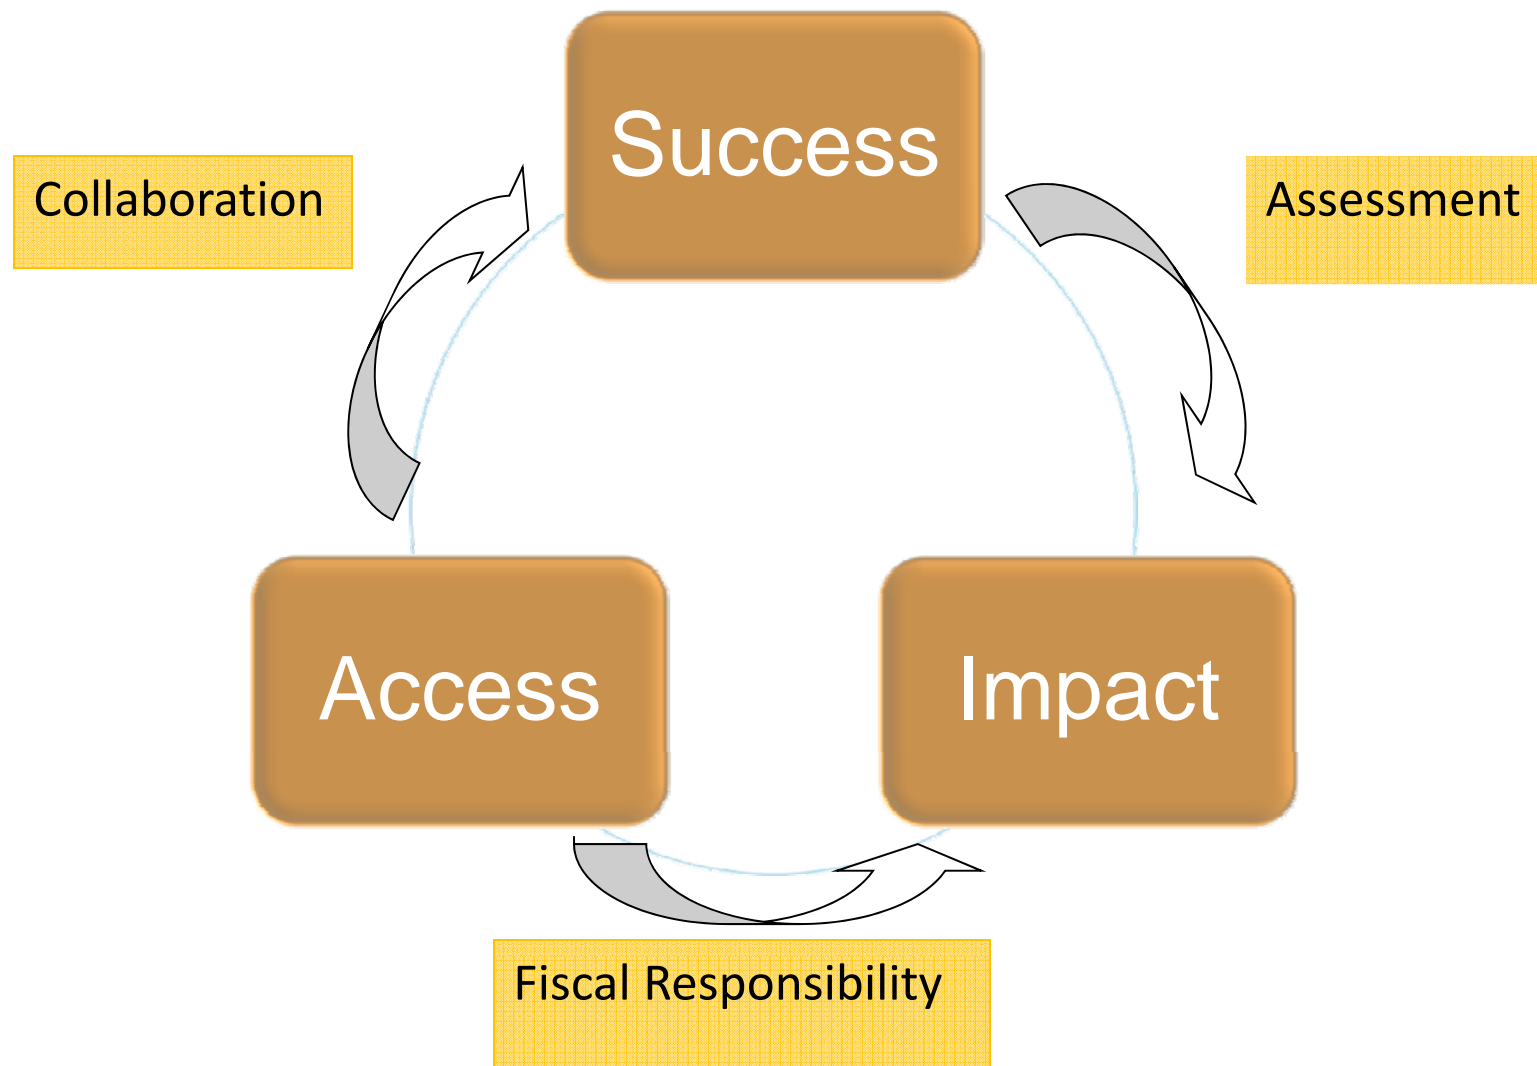 Success
Collaboration
Assessment
Access
Impact
Fiscal Responsibility